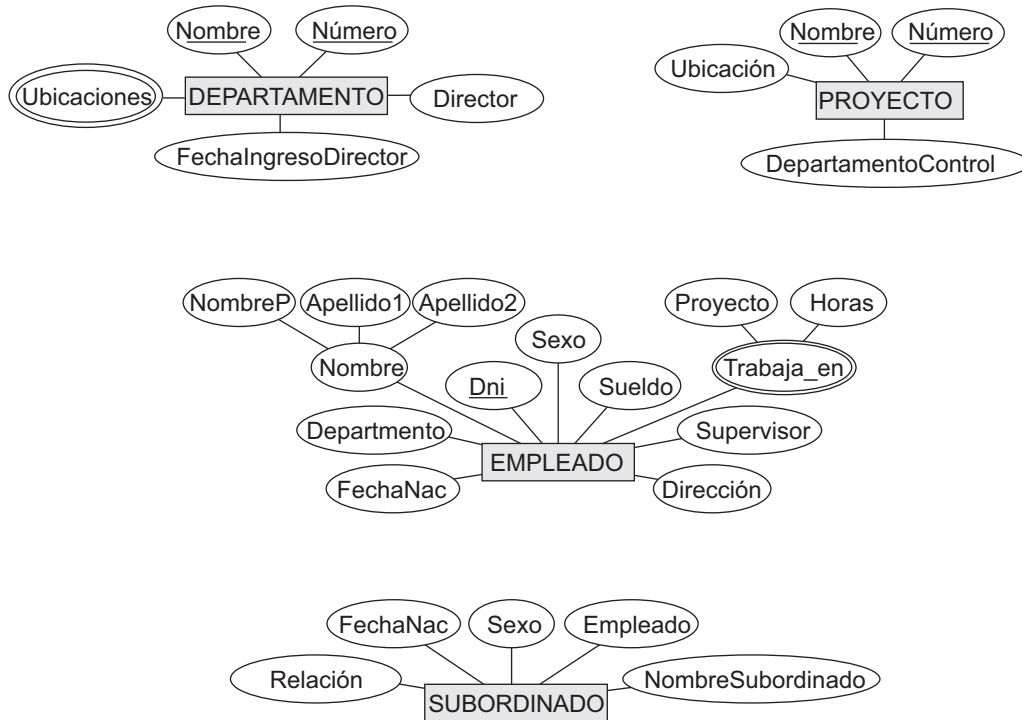 Nombre Número
Ubicaciones DEPARTAMENTO Director
FechaIngresoDirector
Nombre Número
Ubicación
PROYECTO
DepartamentoControl
NombreP Apellido1 Apellido2
Nombre
Proyecto Horas
Trabaja_en
Sexo
Dni Sueldo
Departmento Supervisor
EMPLEADO
FechaNac Dirección
FechaNac Sexo Empleado
Relación NombreSubordinado
SUBORDINADO